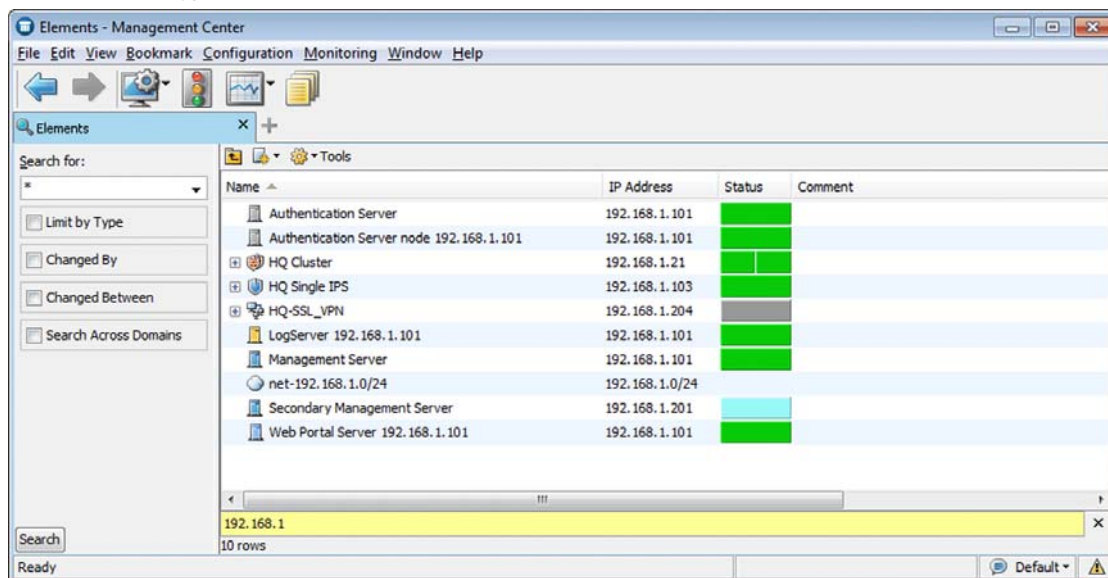 Elements - Management Center
File Edit View Bookmark Configuration Monitoring Window Help
Elements
Search for:
*
Limit by Type
Changed By
Changed Between
Search Across Domains
Search
Tools
Name IP Address Status Comment
Authentication Server 192.168.1.101
Authentication Server node 192.168.1.101 192.168.1.101
HQ Cluster 192.168.1.21
HQ Single IPS 192.168.1.103
HQ-SSL_VPN 192.168.1.204
LogServer 192.168.1.101 192.168.1.101
Management Server 192.168.1.101
net-192.168.1.0/24 192.168.1.0/24
Secondary Management Server 192.168.1.201
Web Portal Server 192.168.1.101 192.168.1.101
192.168.1
10 rows
Ready Default